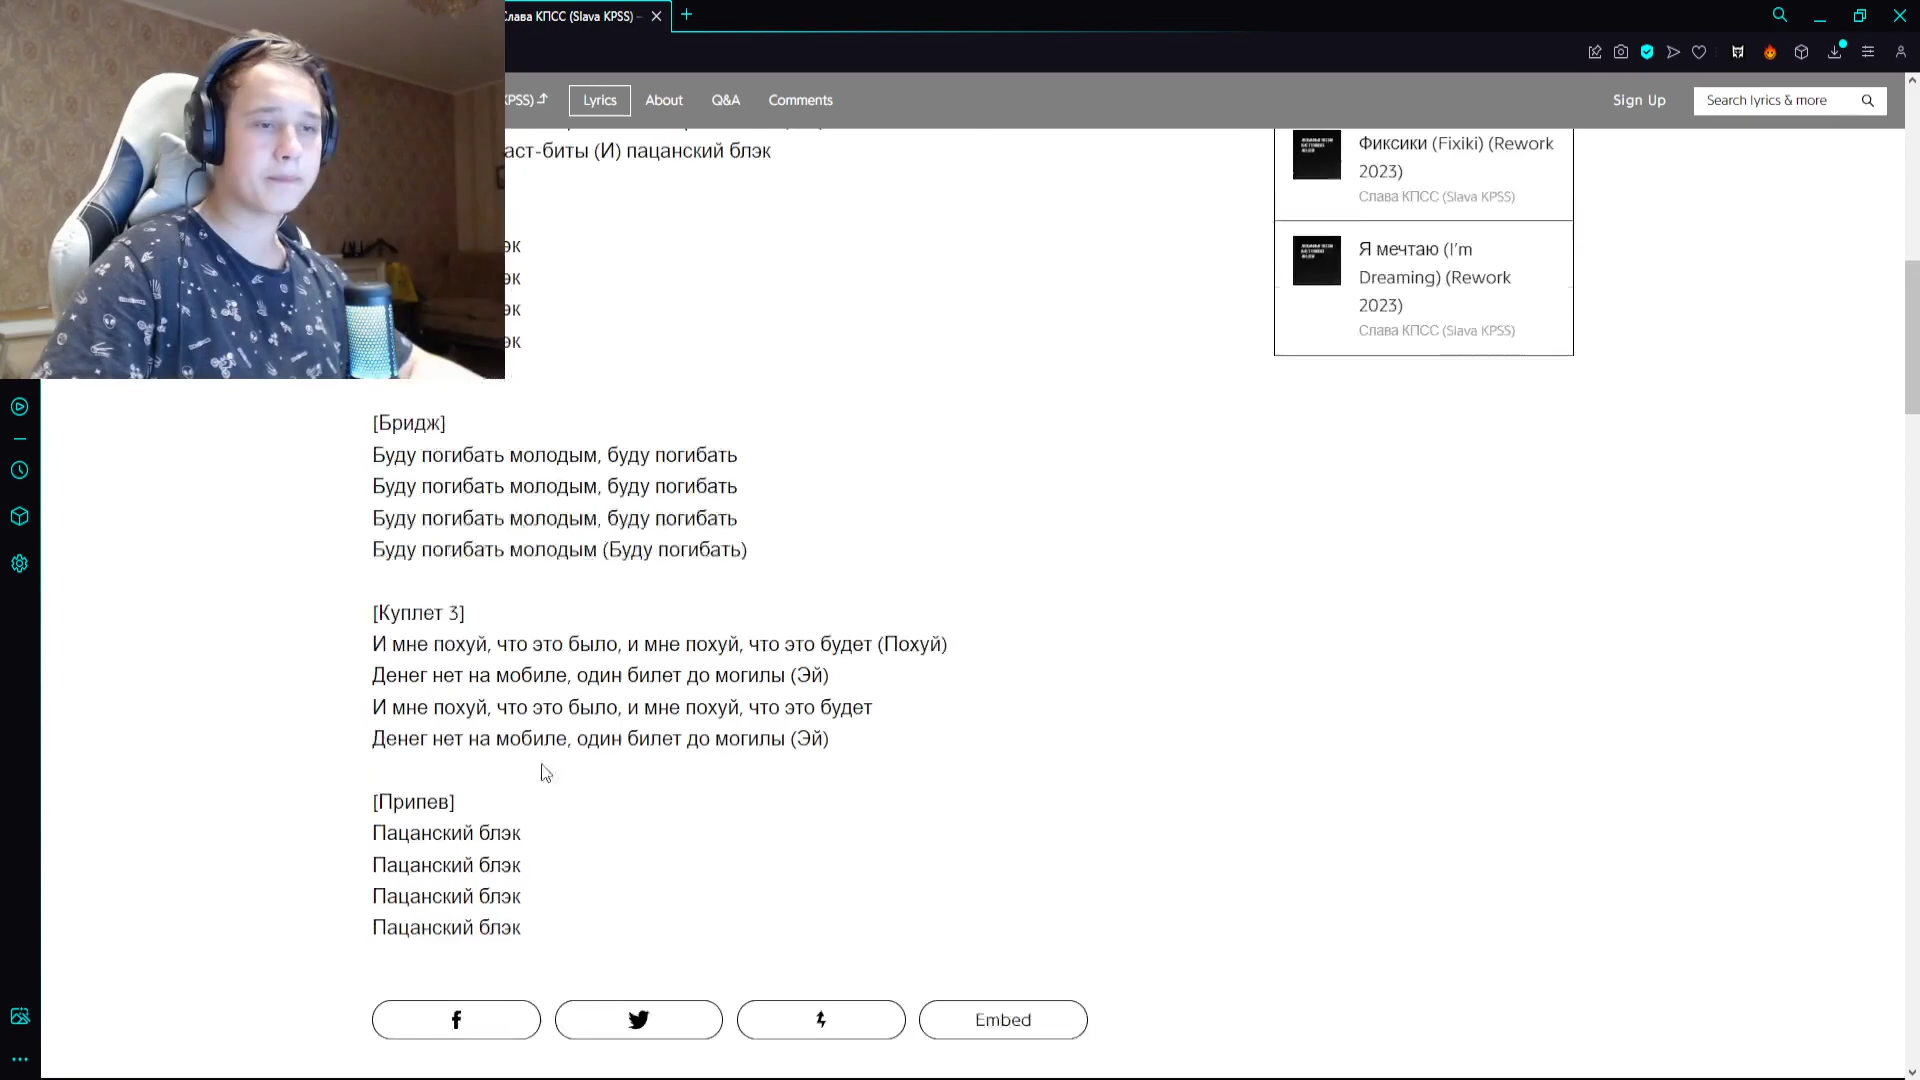 Слава КПСС (Slava KPSS) –
KPSS)
Lyrics
About
Q&A
Comments
Sign Up
Search lyrics & more
аст-биты (И) пацанский блэк
эк
эк
эк
эк
Фиксики (Fixiki) (Rework
2023)
Слава КПСС (Slava KPSS)
Я мечтаю (I'm
Dreaming) (Rework
2023)
Слава КПСС (Slava KPSS)
[Бридж]
Буду погибать молодым, буду погибать
Буду погибать молодым, буду погибать
Буду погибать молодым, буду погибать
Буду погибать молодым (Буду погибать)
[Куплет 3]
И мне похуй, что это было, и мне похуй, что это будет (Похуй)
Денег нет на мобиле, один билет до могилы (Эй)
И мне похуй, что это было, и мне похуй, что это будет
Денег нет на мобиле, один билет до могилы (Эй)
[Припев]
Пацанский блэк
Пацанский блэк
Пацанский блэк
Пацанский блэк
Embed